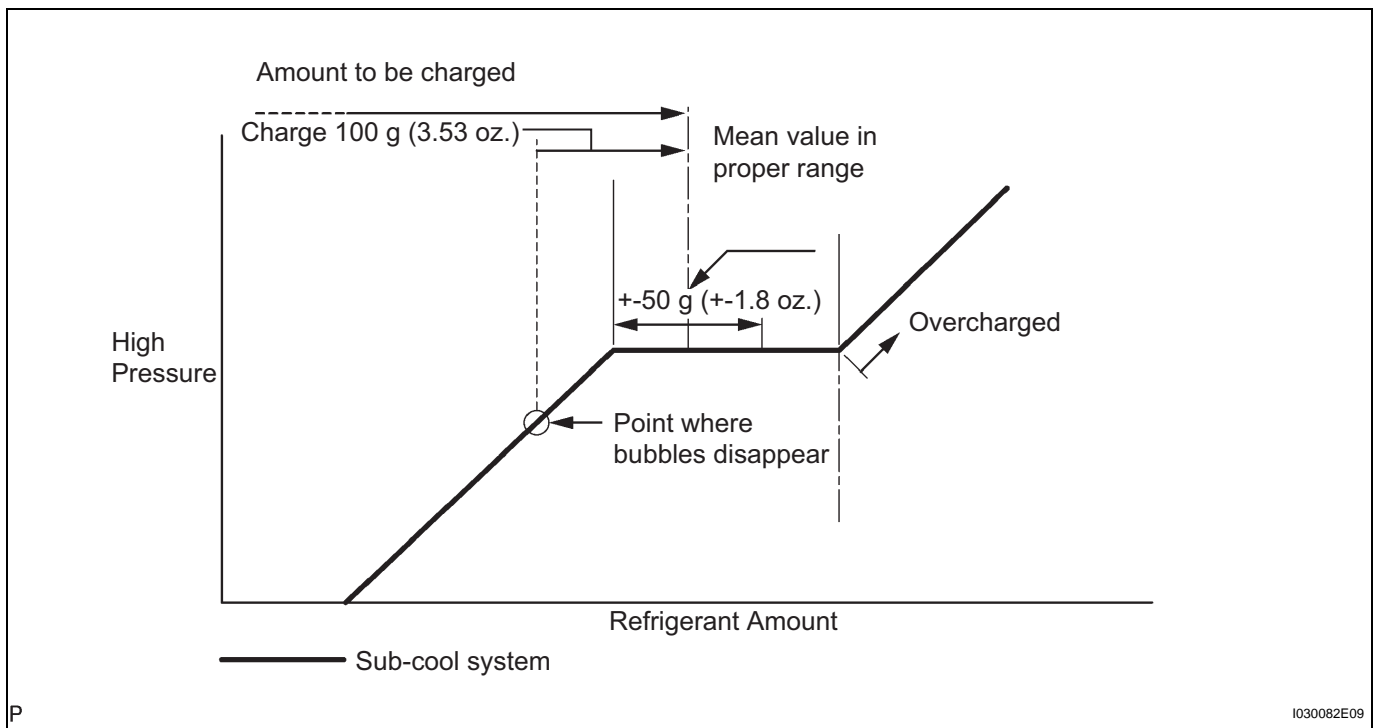 Amount to be charged
Charge 100 g (3.53 oz.)
Mean value in
proper range
+-50 g (+-1.8 oz.)
Overcharged
High
Pressure
Point where
bubbles disappear
Refrigerant Amount
Sub-cool system
P
I030082E09